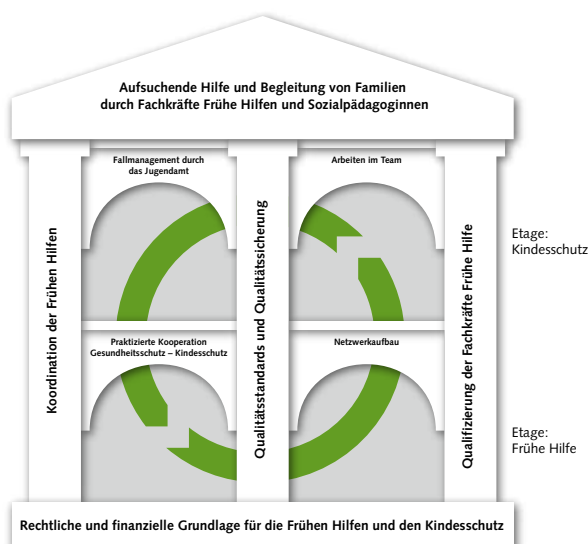 Aufsuchende Hilfe und Begleitung von Familien
durch Fachkräfte Frühe Hilfen und Sozialpädagoginnen
Fallmanagement durch
das Jugendamt
Arbeiten im Team
Koordination der Frühen Hilfen
Qualitätsstandards und Qualitätssicherung
Qualifizierung der Fachkräfte Frühe Hilfe
Etage:
Kindesschutz
Praktizierte Kooperation
Gesundheitsschutz – Kindesschutz
Netzwerkaufbau
Etage:
Frühe Hilfe
Rechtliche und finanzielle Grundlage für die Frühen Hilfen und den Kindesschutz